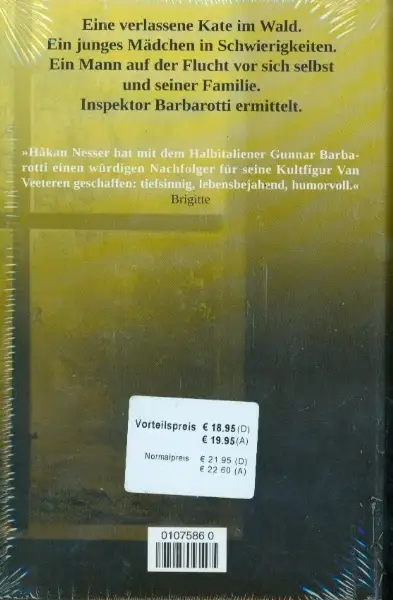 Eine verlassene Kate im Wald.
Ein junges Mädchen in Schwierigkeiten.
Ein Mann auf der Flucht vor sich selbst
und seiner Familie.
Inspektor Barbarotti ermittelt.
»Håkan Nesser hat mit dem Halbitaliener Gunnar Barba-
rotti einen würdigen Nachfolger für seine Kultfigur Van
Veeteren geschaffen: tiefsinnig, lebensbejahend, humorvoll.«
Brigitte
Vorteilspreis € 18.95 (D)
€ 19.95 (A)
Normalpreis € 21.95 (D)
€ 22.60 (A)
0107586 0